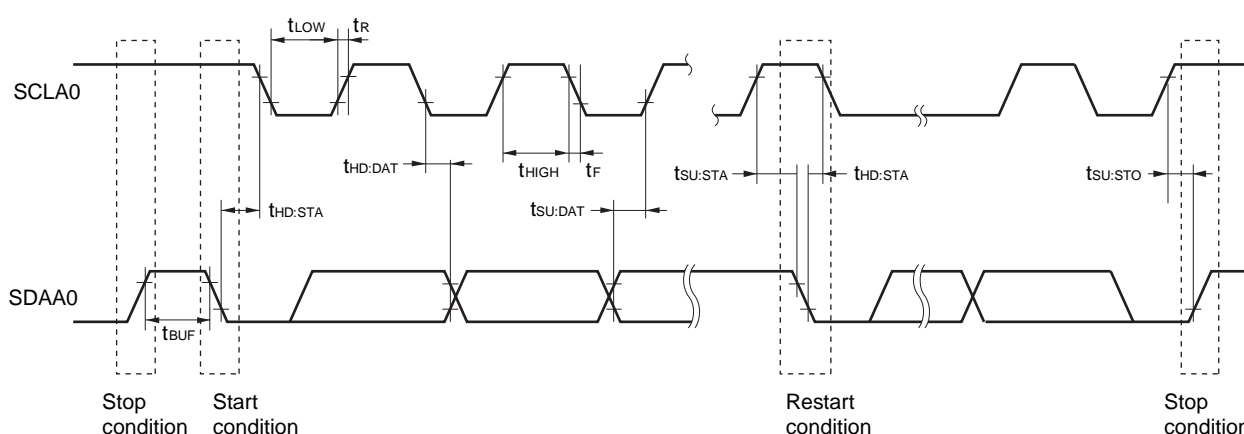 tLOW tR
SCLA0
tHD:DAT tHIGH tF tSU:STA tHD:STA tSU:STO
tHD:STA tSU:DAT
SDAA0
tBUF
Stop condition
Start condition
Restart condition
Stop condition